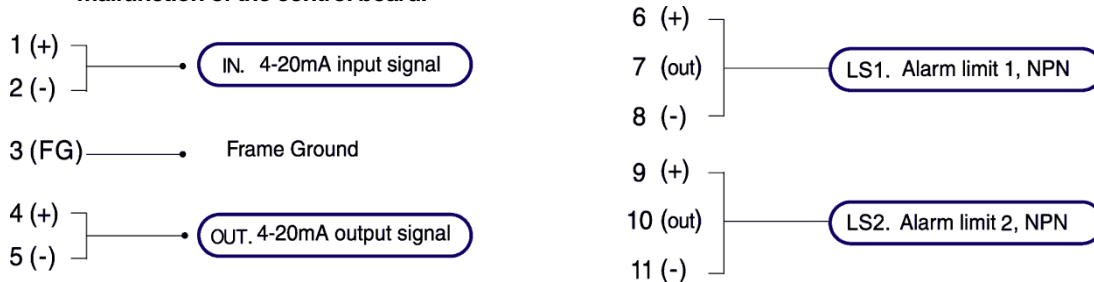 1 (+)
IN. 4-20mA input signal
2 (-)
3 (FG) Frame Ground
4 (+)
OUT. 4-20mA output signal
5 (-)
6 (+)
7 (out) LS1. Alarm limit 1, NPN
8 (-)
9 (+)
10 (out) LS2. Alarm limit 2, NPN
11 (-)